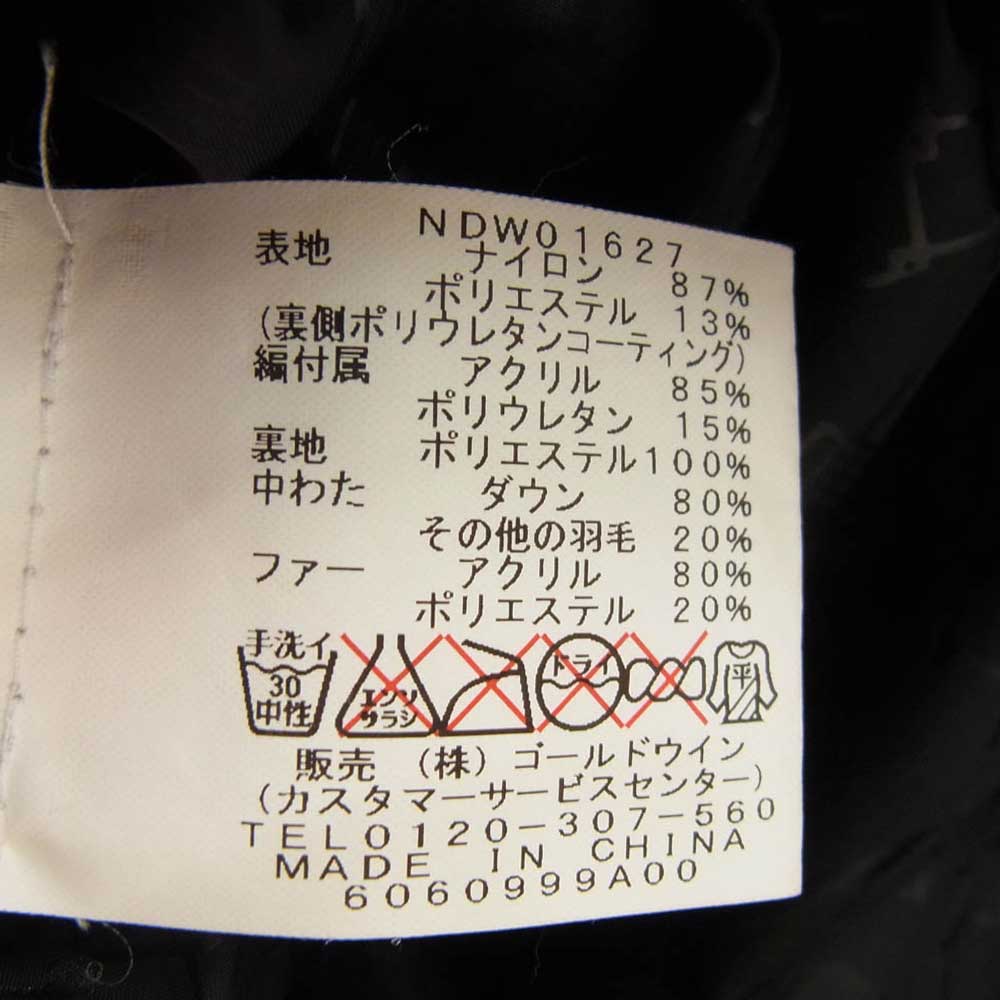 NDW01627
表地 ナイロン 87%
ポリエステル 13%
(裏側ポリウレタンコーティング)
編付属 アクリル 85%
ポリウレタン 15%
裏地 ポリエステル100%
中わた ダウン 80%
その他の羽毛 20%
ファー アクリル 80%
ポリエステル 20%
手洗イ 30 中性 エンソ サラシ ドライ 平
販売 (株)ゴールドウイン
(カスタマーサービスセンター)
TEL0120-307-560
MADE IN CHINA
6060999A00